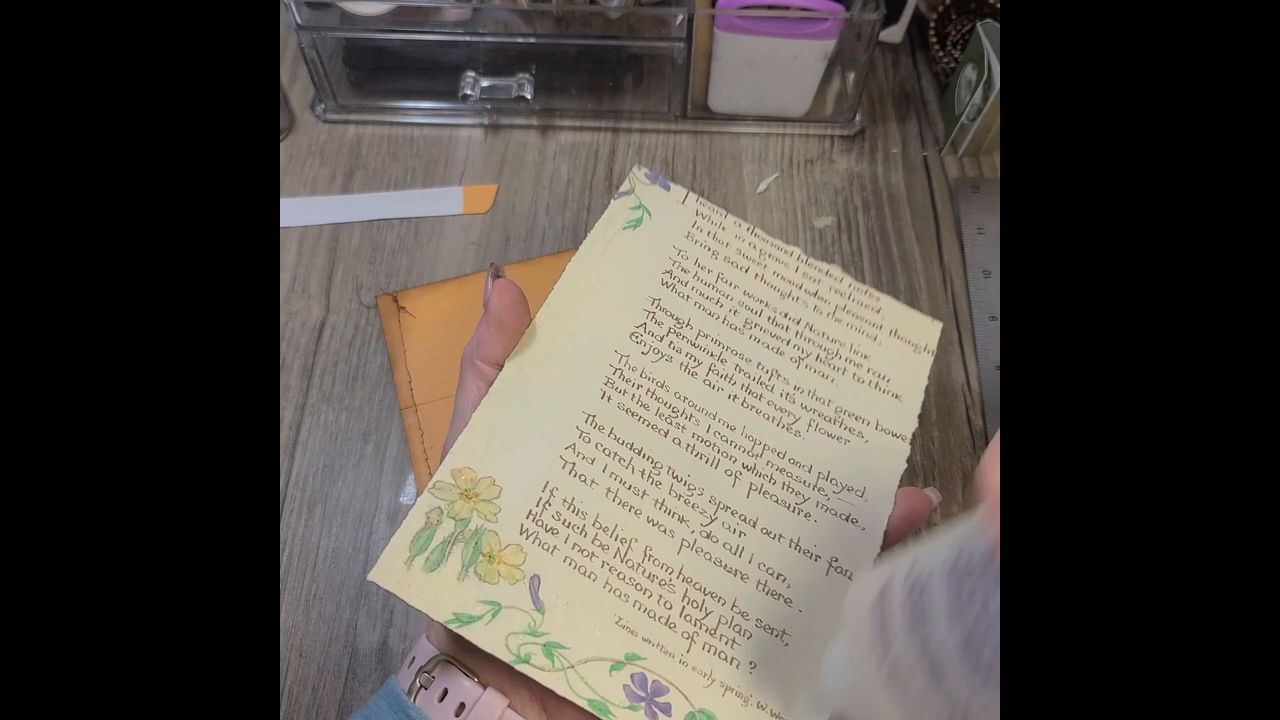 I heard a thousand blended notes
While in a grove I sat reclined,
In that sweet mood when pleasant thoughts
Bring sad thoughts to the mind.
To her fair works did Nature link
The human soul that through me ran
And much it grieved my heart to think
What man has made of man.
Through primrose tufts in that green bower
The periwinkle trailed it's wreathes,
And tis my faith that every flower
Enjoys the air it breathes.
The birds around me hopped and played,
Their thoughts I cannot measure, —
But the least motion which they made,
It seemed a thrill of pleasure.
The budding twigs spread out their fan
To catch the breezy air
And I must think, do all I can,
That there was pleasure there.
If this belief from heaven be sent,
If such be Nature's holy plan
Have I not reason to lament
What man has made of man?
'Lines written in early spring'. W.
12
11
10
9